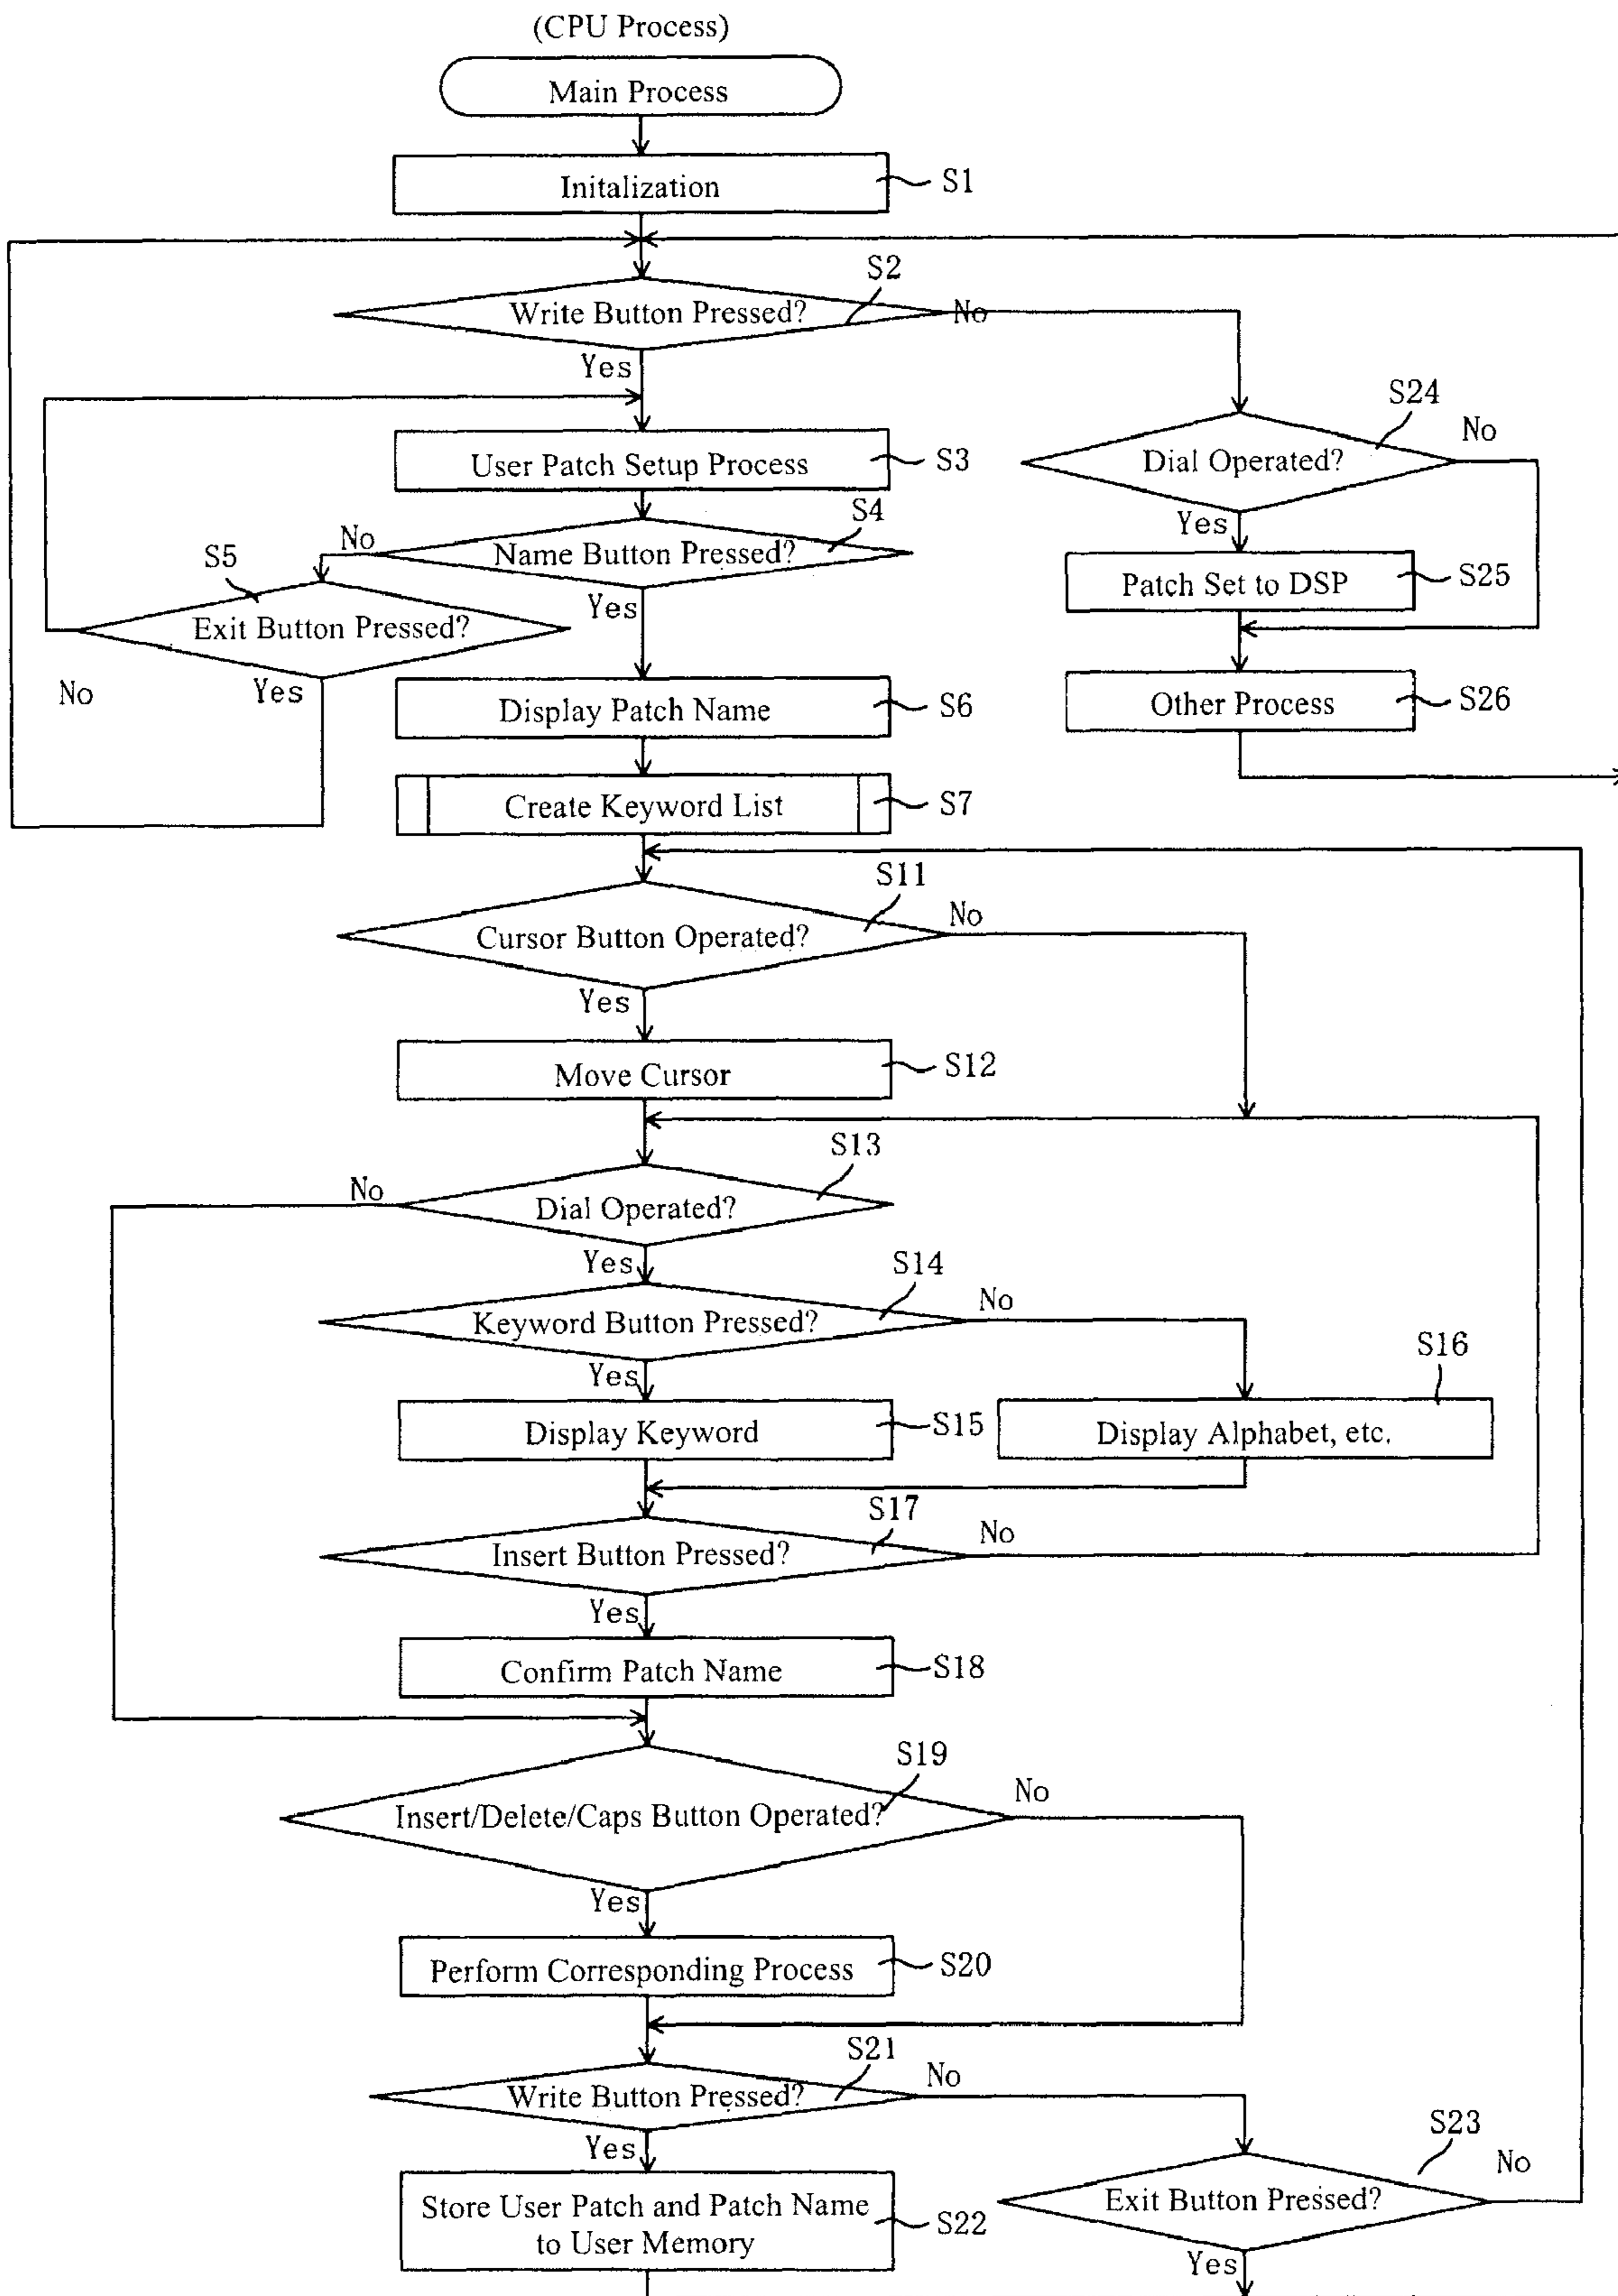 (CPU Process)
Main Process
Initalization
S1
S2
Write Button Pressed?
No
Yes
S24
No
User Patch Setup Process
S3
Dial Operated?
S4
Yes
No
Name Button Pressed?
S5
Patch Set to DSP
S25
Yes
Exit Button Pressed?
No
Yes
Display Patch Name
S6
Other Process
S26
Create Keyword List
S7
S11
No
Cursor Button Operated?
Yes
Move Cursor
S12
S13
No
Dial Operated?
Yes
S14
No
Keyword Button Pressed?
S16
Yes
Display Keyword
S15
Display Alphabet, etc.
S17
No
Insert Button Pressed?
Yes
Confirm Patch Name
S18
S19
No
Insert/Delete/Caps Button Operated?
Yes
Perform Corresponding Process
S20
S21
No
Write Button Pressed?
Yes
S23
No
Store User Patch and Patch Name
to User Memory
S22
Exit Button Pressed?
Yes